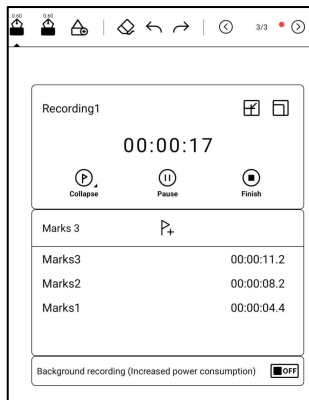 0.60 0.60
3/3
Recording1
00:00:17
Collapse Pause Finish
Marks 3
Marks3 00:00:11.2
Marks2 00:00:08.2
Marks1 00:00:04.4
Background recording (Increased power consumption) OFF